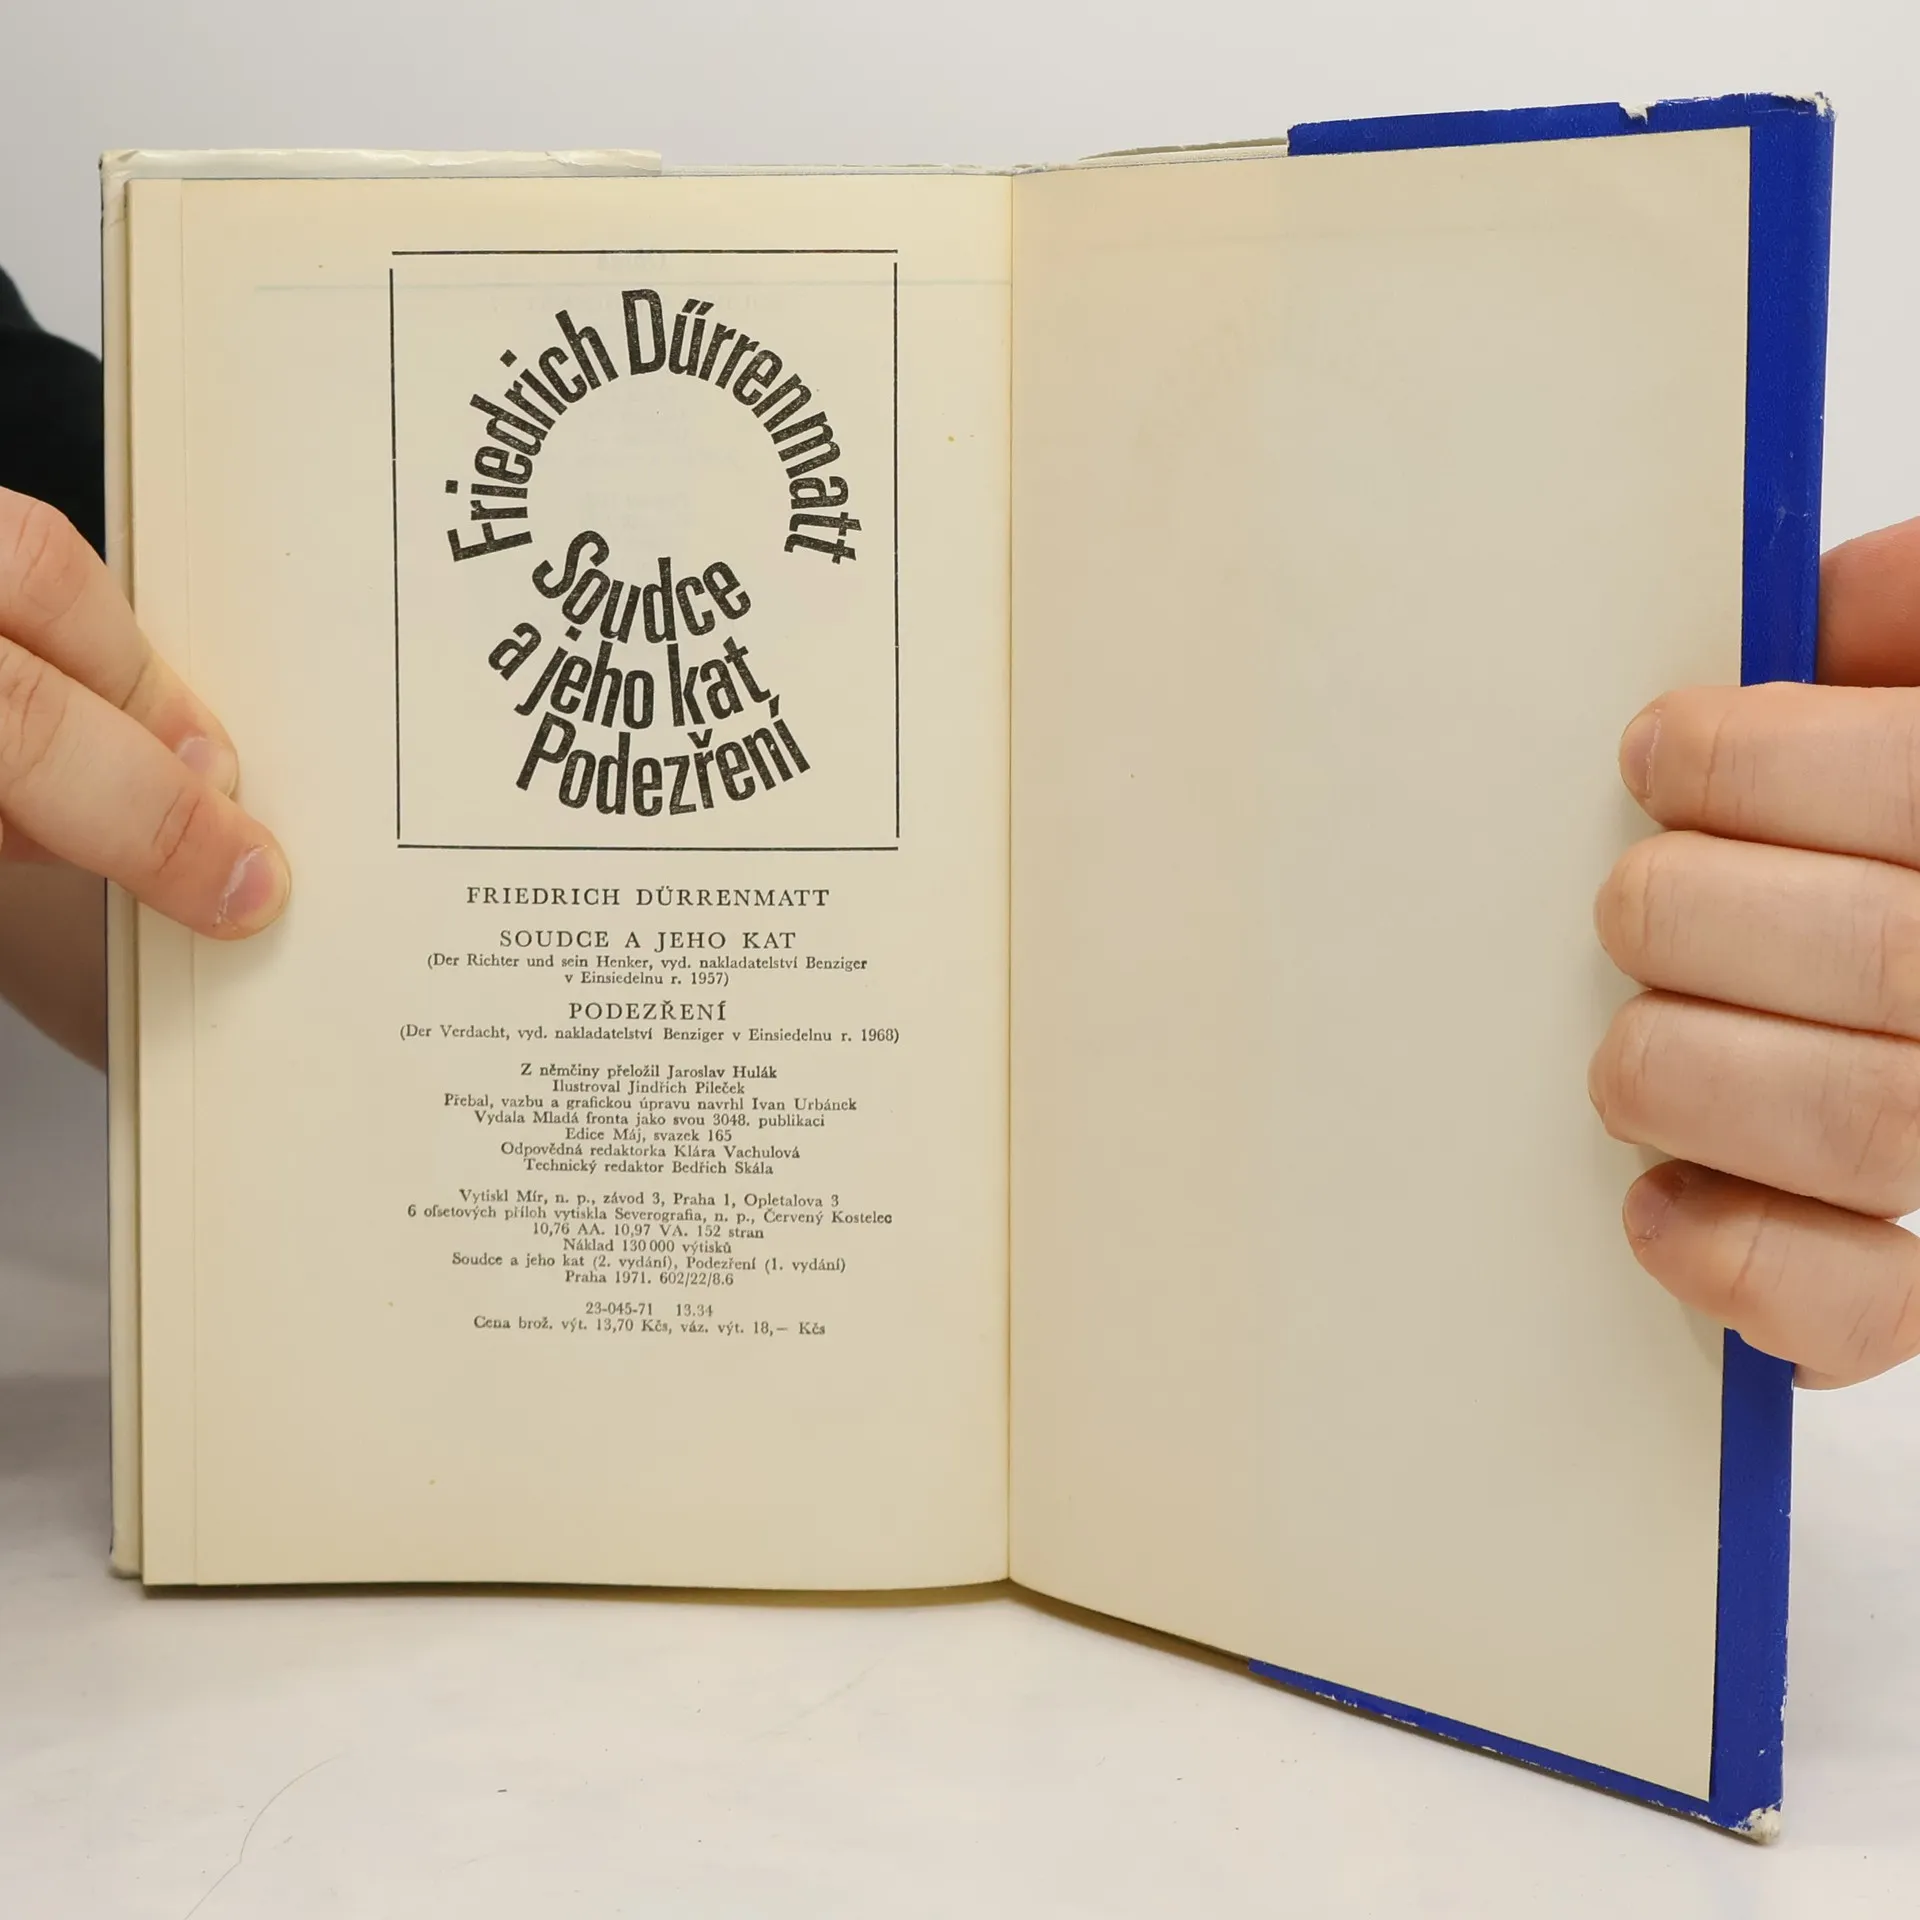 Friedrich Dűrrenmatt
Soudce
a jeho kat
Podezření
FRIEDRICH DÜRRENMATT
SOUDCE A JEHO KAT
(Der Richter und sein Henker, vyd. nakladatelství Benziger
v Einsiedelnu r. 1957)
PODEZŘENÍ
(Der Verdacht, vyd. nakladatelství Benziger v Einsiedelnu r. 1968)
Z němčiny přeložil Jaroslav Hulák
Ilustroval Jindřich Pileček
Přebal, vazbu a grafickou úpravu navrhl Ivan Urbánek
Vydala Mladá fronta jako svou 3048. publikaci
Edice Máj, svazek 165
Odpovědná redaktorka Klára Vachulová
Technický redaktor Bedřich Skála
Vytiskl Mír, n. p., závod 3, Praha 1, Opletalova 3
6 ofsetových příloh vytiskla Severografia, n. p., Červený Kostelec
10,76 AA. 10,97 VA. 152 stran
Náklad 130 000 výtisků
Soudce a jeho kat (2. vydání), Podezření (1. vydání)
Praha 1971. 602/22/8.6
23-045-71 13.34
Cena brož. výt. 13,70 Kčs, váz. výt. 18,— Kčs